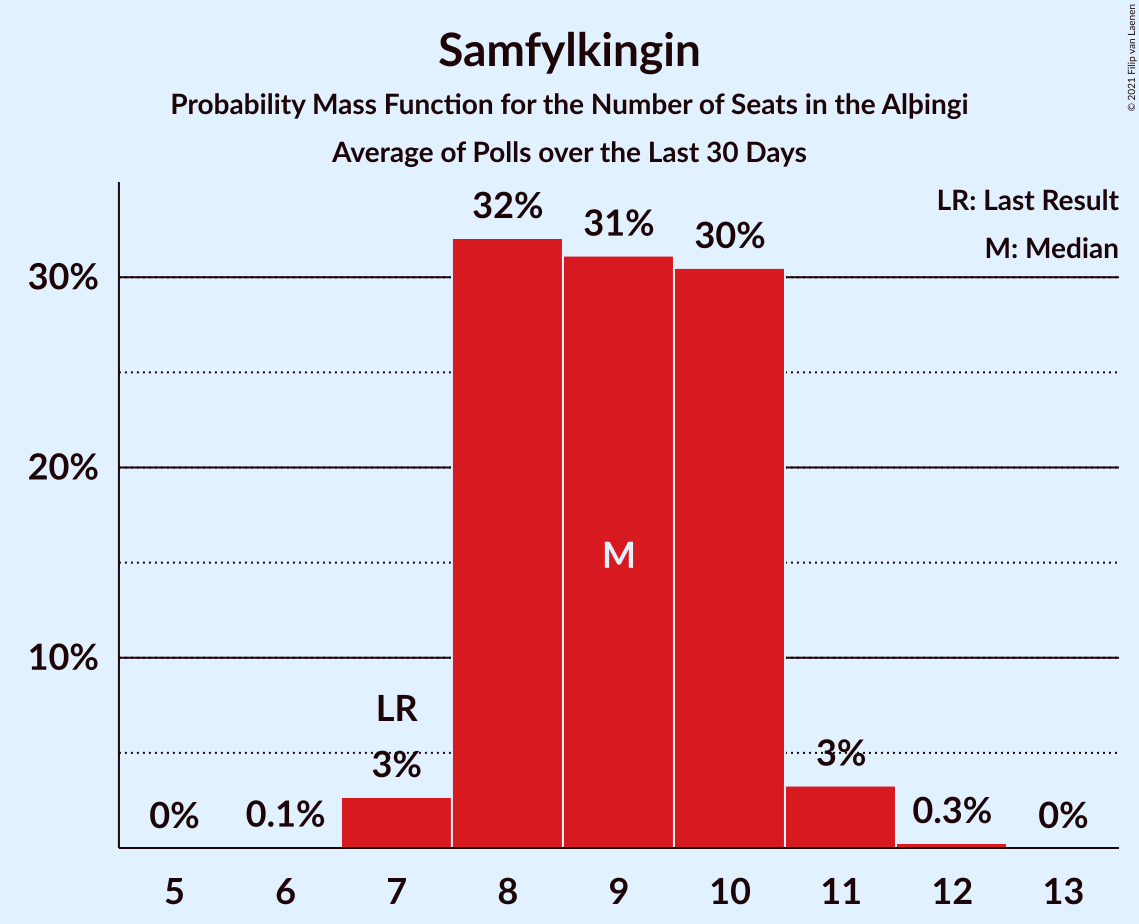 Samfylkingin
Probability Mass Function for the Number of Seats in the Alþingi
Average of Polls over the Last 30 Days
© 2021 Filip van Laenen
LR: Last Result
M: Median
32%
31%
30%
30%
20%
10%
M
LR
3%
3%
0%
0.1%
0.3%
0%
5 6 7 8 9 10 11 12 13